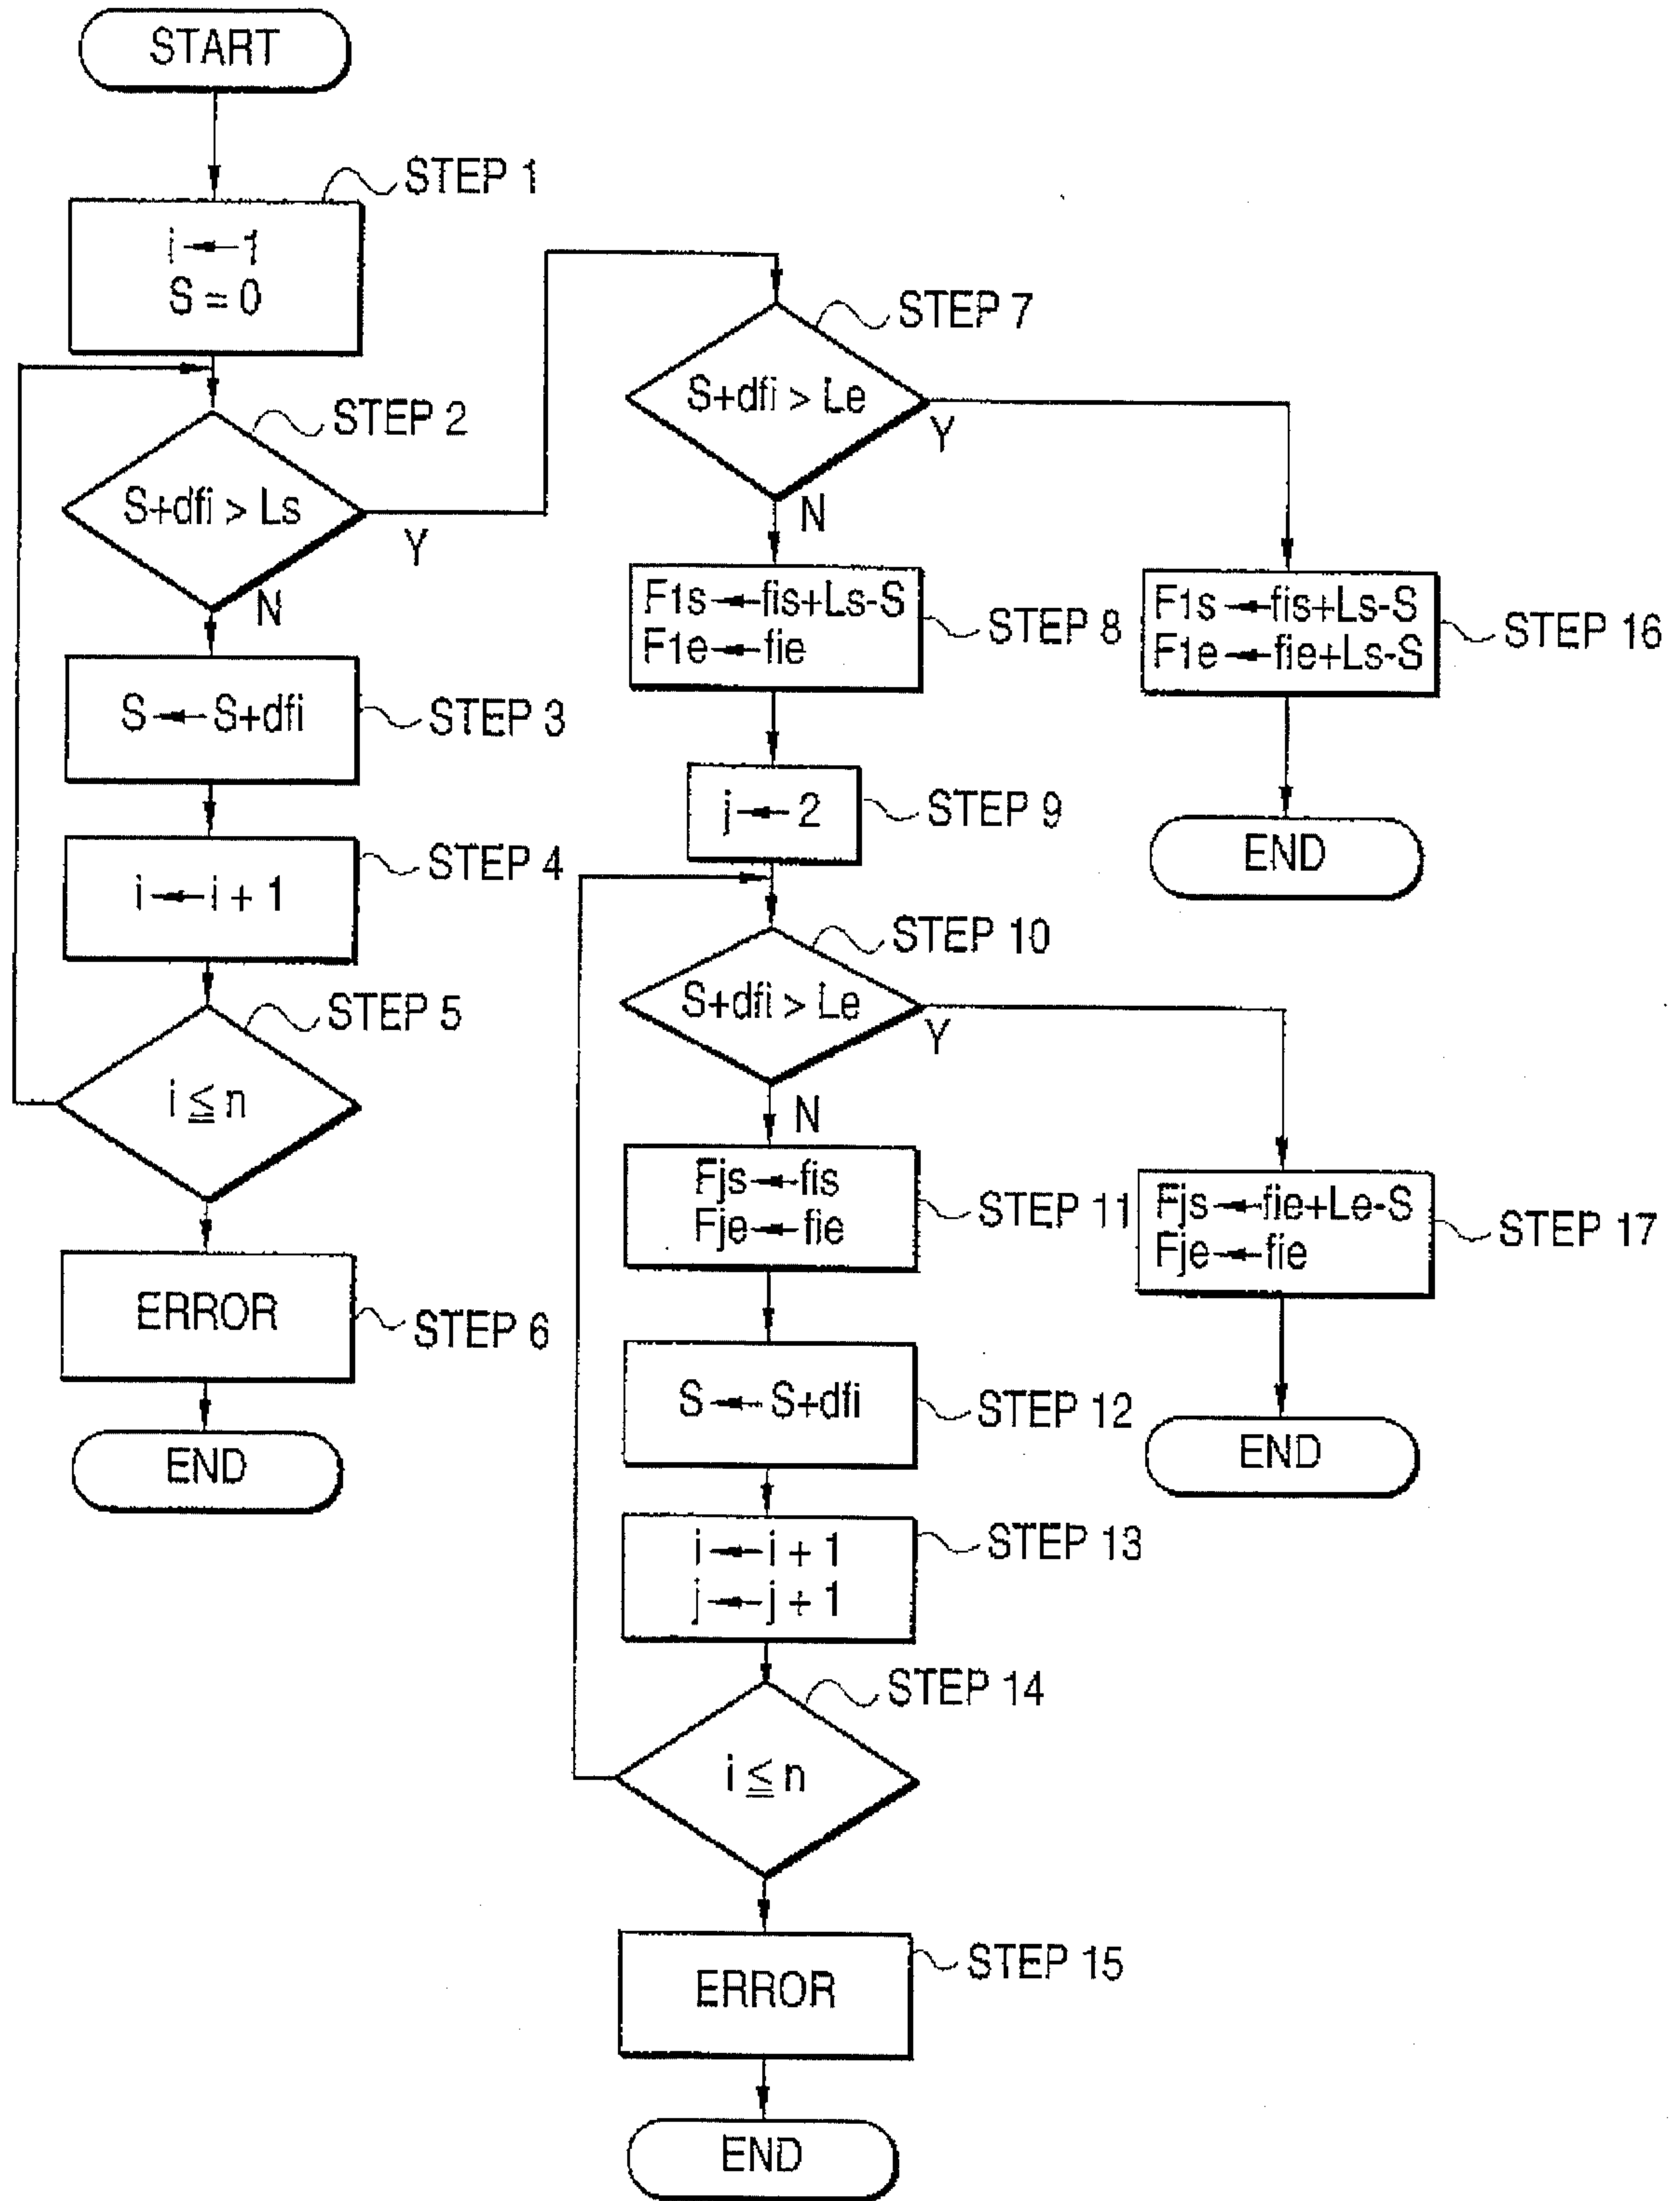 START
STEP 1
i ← 1
S = 0
STEP 2
S+dfi > Ls
Y
N
S ← S+dfi
STEP 3
i ← i + 1
STEP 4
STEP 5
i ≦ n
ERROR
STEP 6
END
STEP 7
S+dfi > Le
Y
N
F1s ← fis+Ls-S
F1e ← fie
STEP 8
F1s ← fis+Ls-S
F1e ← fie+Ls-S
STEP 16
END
j ← 2
STEP 9
STEP 10
S+dfi > Le
Y
N
Fjs ← fis
Fje ← fie
STEP 11
Fjs ← fie+Le-S
Fje ← fie
STEP 17
END
S ← S+dfi
STEP 12
i ← i + 1
j ← j + 1
STEP 13
STEP 14
i ≦ n
ERROR
STEP 15
END